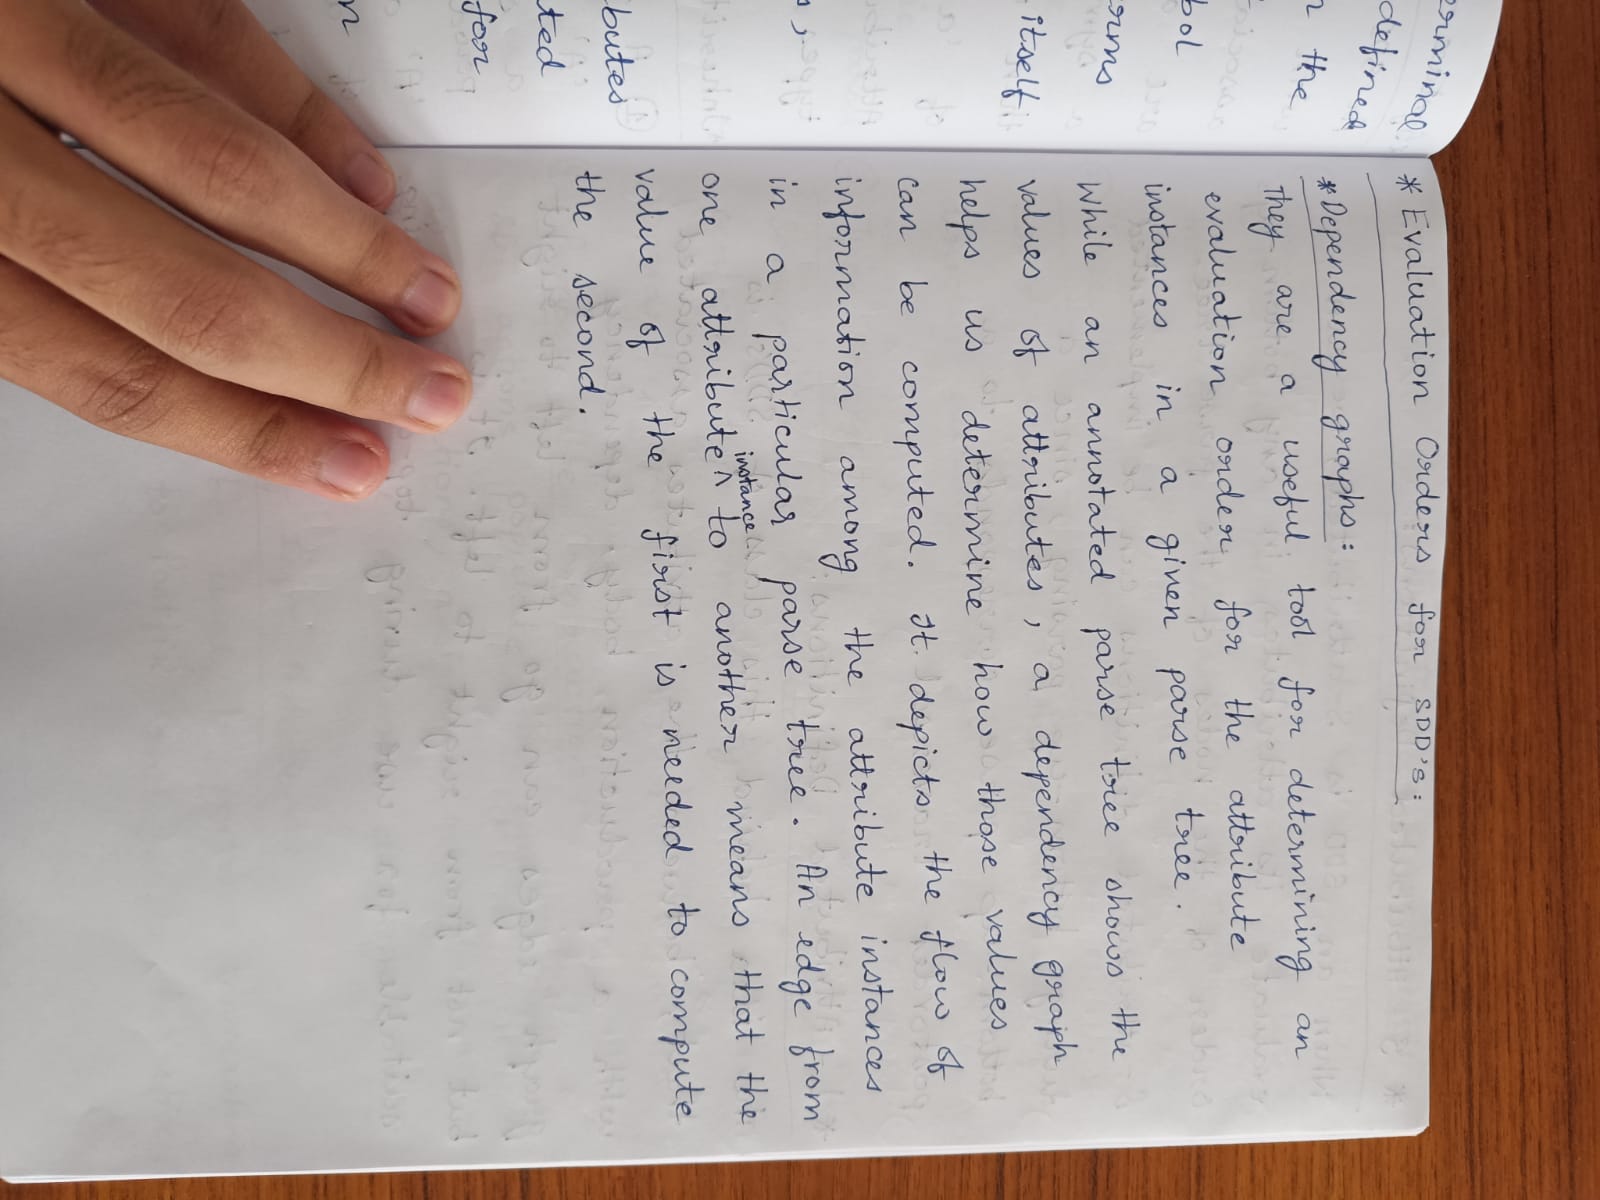 erminal
defined
the
bol
erms
itself
butes
ted
for
* Evaluation Orders for SDD's :
* Dependency graphs :
They are a useful tool for determining an
evaluation order for the attribute
instances in a given parse tree.
While an annotated parse tree shows the
values of attributes, a dependency graph
helps us determine how those values
can be computed. It depicts the flow of
information among the attribute instances
in a particular parse tree. An edge from
one attribute ^ instance to another means that the
value of the first is needed to compute
the second.